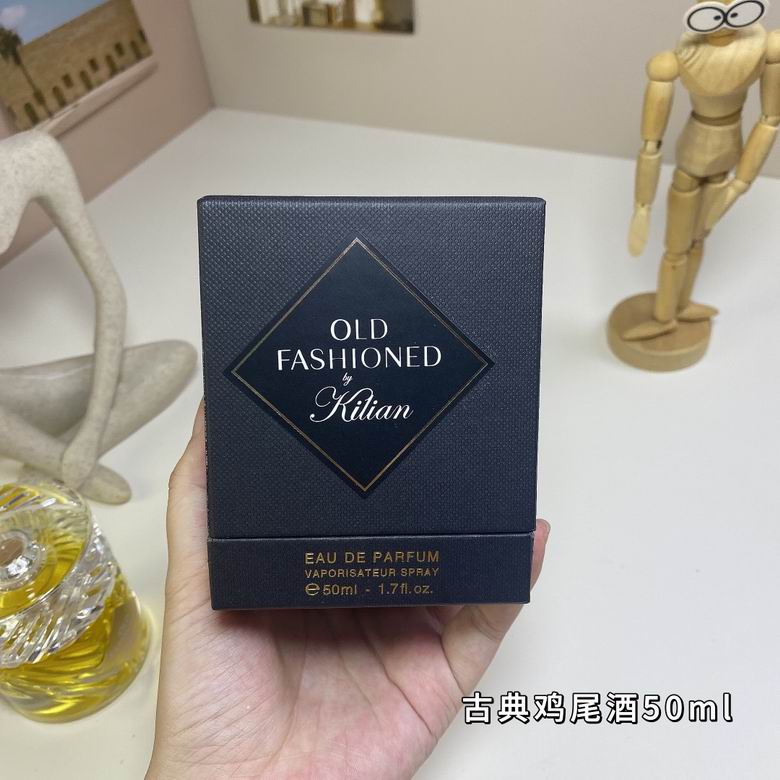 OLD
FASHIONED
by
Kilian
EAU DE PARFUM
VAPORISATEUR SPRAY
℮50ml - 1.7fl.oz.
古典鸡尾酒50ml